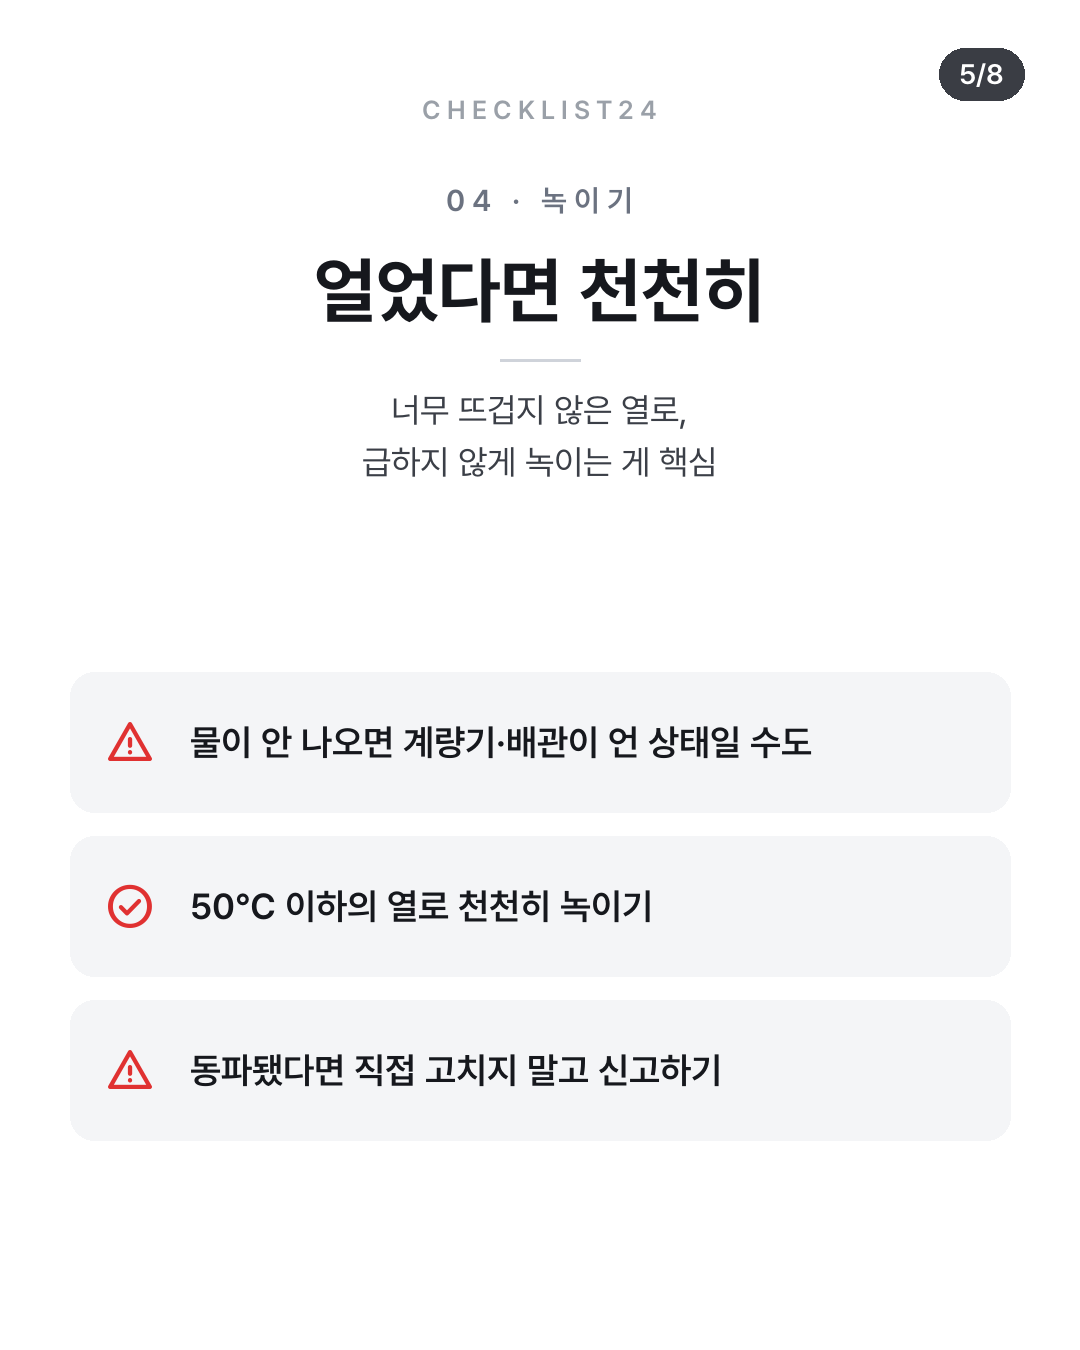 5/8
CHECKLIST24
04 · 녹이기
얼었다면 천천히
너무 뜨겁지 않은 열로,
급하지 않게 녹이는 게 핵심
물이 안 나오면 계량기·배관이 언 상태일 수도
50°C 이하의 열로 천천히 녹이기
동파됐다면 직접 고치지 말고 신고하기